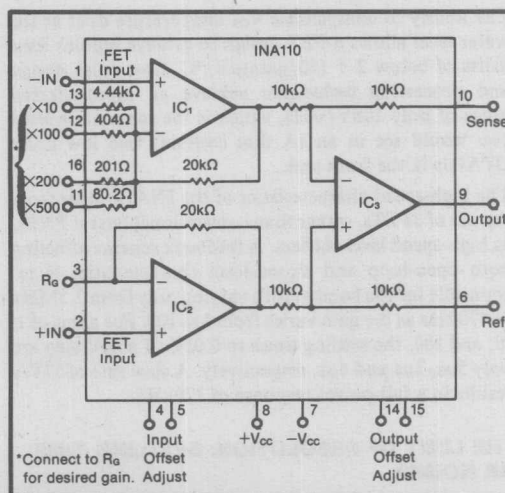 INA110
FET
Input
–IN
1
13
4.44kΩ
×10
12
404Ω
×100
*
16
201Ω
×200
11
80.2Ω
×500
IC₁
10kΩ
10kΩ
10
Sense
20kΩ
20kΩ
IC₃
9
Output
3
RG
IC₂
10kΩ
10kΩ
6
Ref
2
+IN
FET
Input
4 5
Input
Offset
Adjust
8
+VCC
7
–VCC
14 15
Output
Offset
Adjust
*Connect to RG
for desired gain.